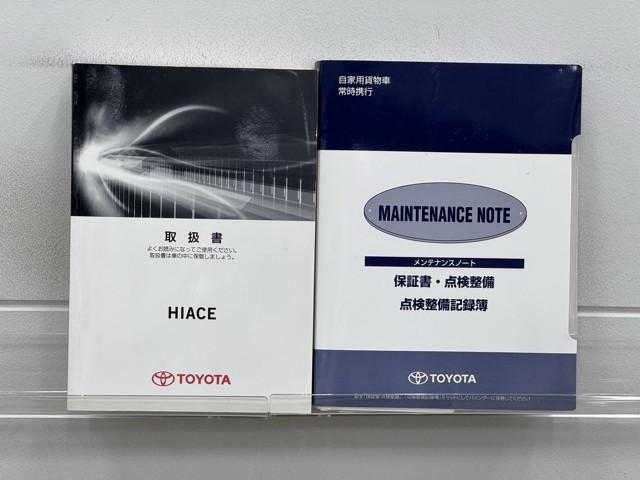 取扱書
よくお読みになってご使用ください。
取扱書は車の中に保管しましょう。
HIACE
TOYOTA
自家用貨物車
常時携行
MAINTENANCE NOTE
メンテナンスノート
保証書・点検整備
点検整備記録簿
TOYOTA